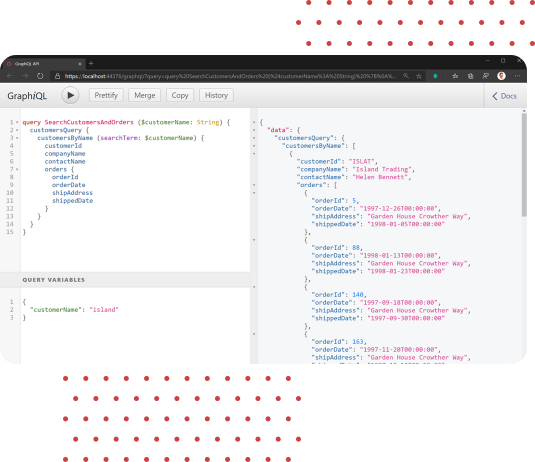 GraphiQL API
https://localhost:44376/graphql?query=query%20SearchCustomersAndOrders%20(%24customerName%3A%20String)%20%7B%0A%...
GraphiQL
Prettify
Merge
Copy
History
Docs
1 query SearchCustomersAndOrders ($customerName: String) {
2 customersQuery {
3 customersByName (searchTerm: $customerName) {
4 customerId
5 companyName
6 contactName
7 orders {
8 orderId
9 orderDate
10 shipAddress
11 shippedDate
12 }
13 }
14 }
15 }
QUERY VARIABLES
1 {
2 "customerName": "island"
3 }
{
"data": {
"customersQuery": {
"customersByName": [
{
"customerId": "ISLAT",
"companyName": "Island Trading",
"contactName": "Helen Bennett",
"orders": [
{
"orderId": 5,
"orderDate": "1997-12-26T00:00:00",
"shipAddress": "Garden House Crowther Way",
"shippedDate": "1998-01-05T00:00:00"
},
{
"orderId": 88,
"orderDate": "1998-01-13T00:00:00",
"shipAddress": "Garden House Crowther Way",
"shippedDate": "1998-01-23T00:00:00"
},
{
"orderId": 140,
"orderDate": "1997-09-18T00:00:00",
"shipAddress": "Garden House Crowther Way",
"shippedDate": "1997-09-30T00:00:00"
},
{
"orderId": 163,
"orderDate": "1997-11-20T00:00:00",
"shipAddress": "Garden House Crowther Way",